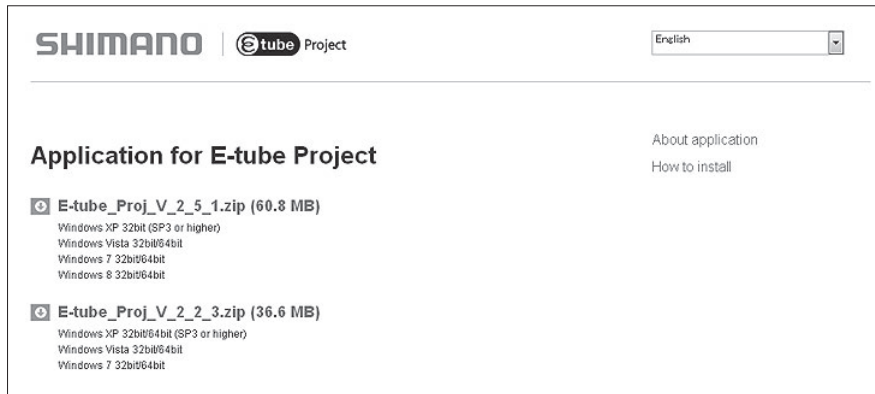 SHIMANO
Etube Project
English
About application
How to install
Application for E-tube Project
E-tube_Proj_V_2_5_1.zip (60.8 MB)
Windows XP 32bit (SP3 or higher)
Windows Vista 32bit/64bit
Windows 7 32bit/64bit
Windows 8 32bit/64bit
E-tube_Proj_V_2_2_3.zip (36.6 MB)
Windows XP 32bit/64bit (SP3 or higher)
Windows Vista 32bit/64bit
Windows 7 32bit/64bit